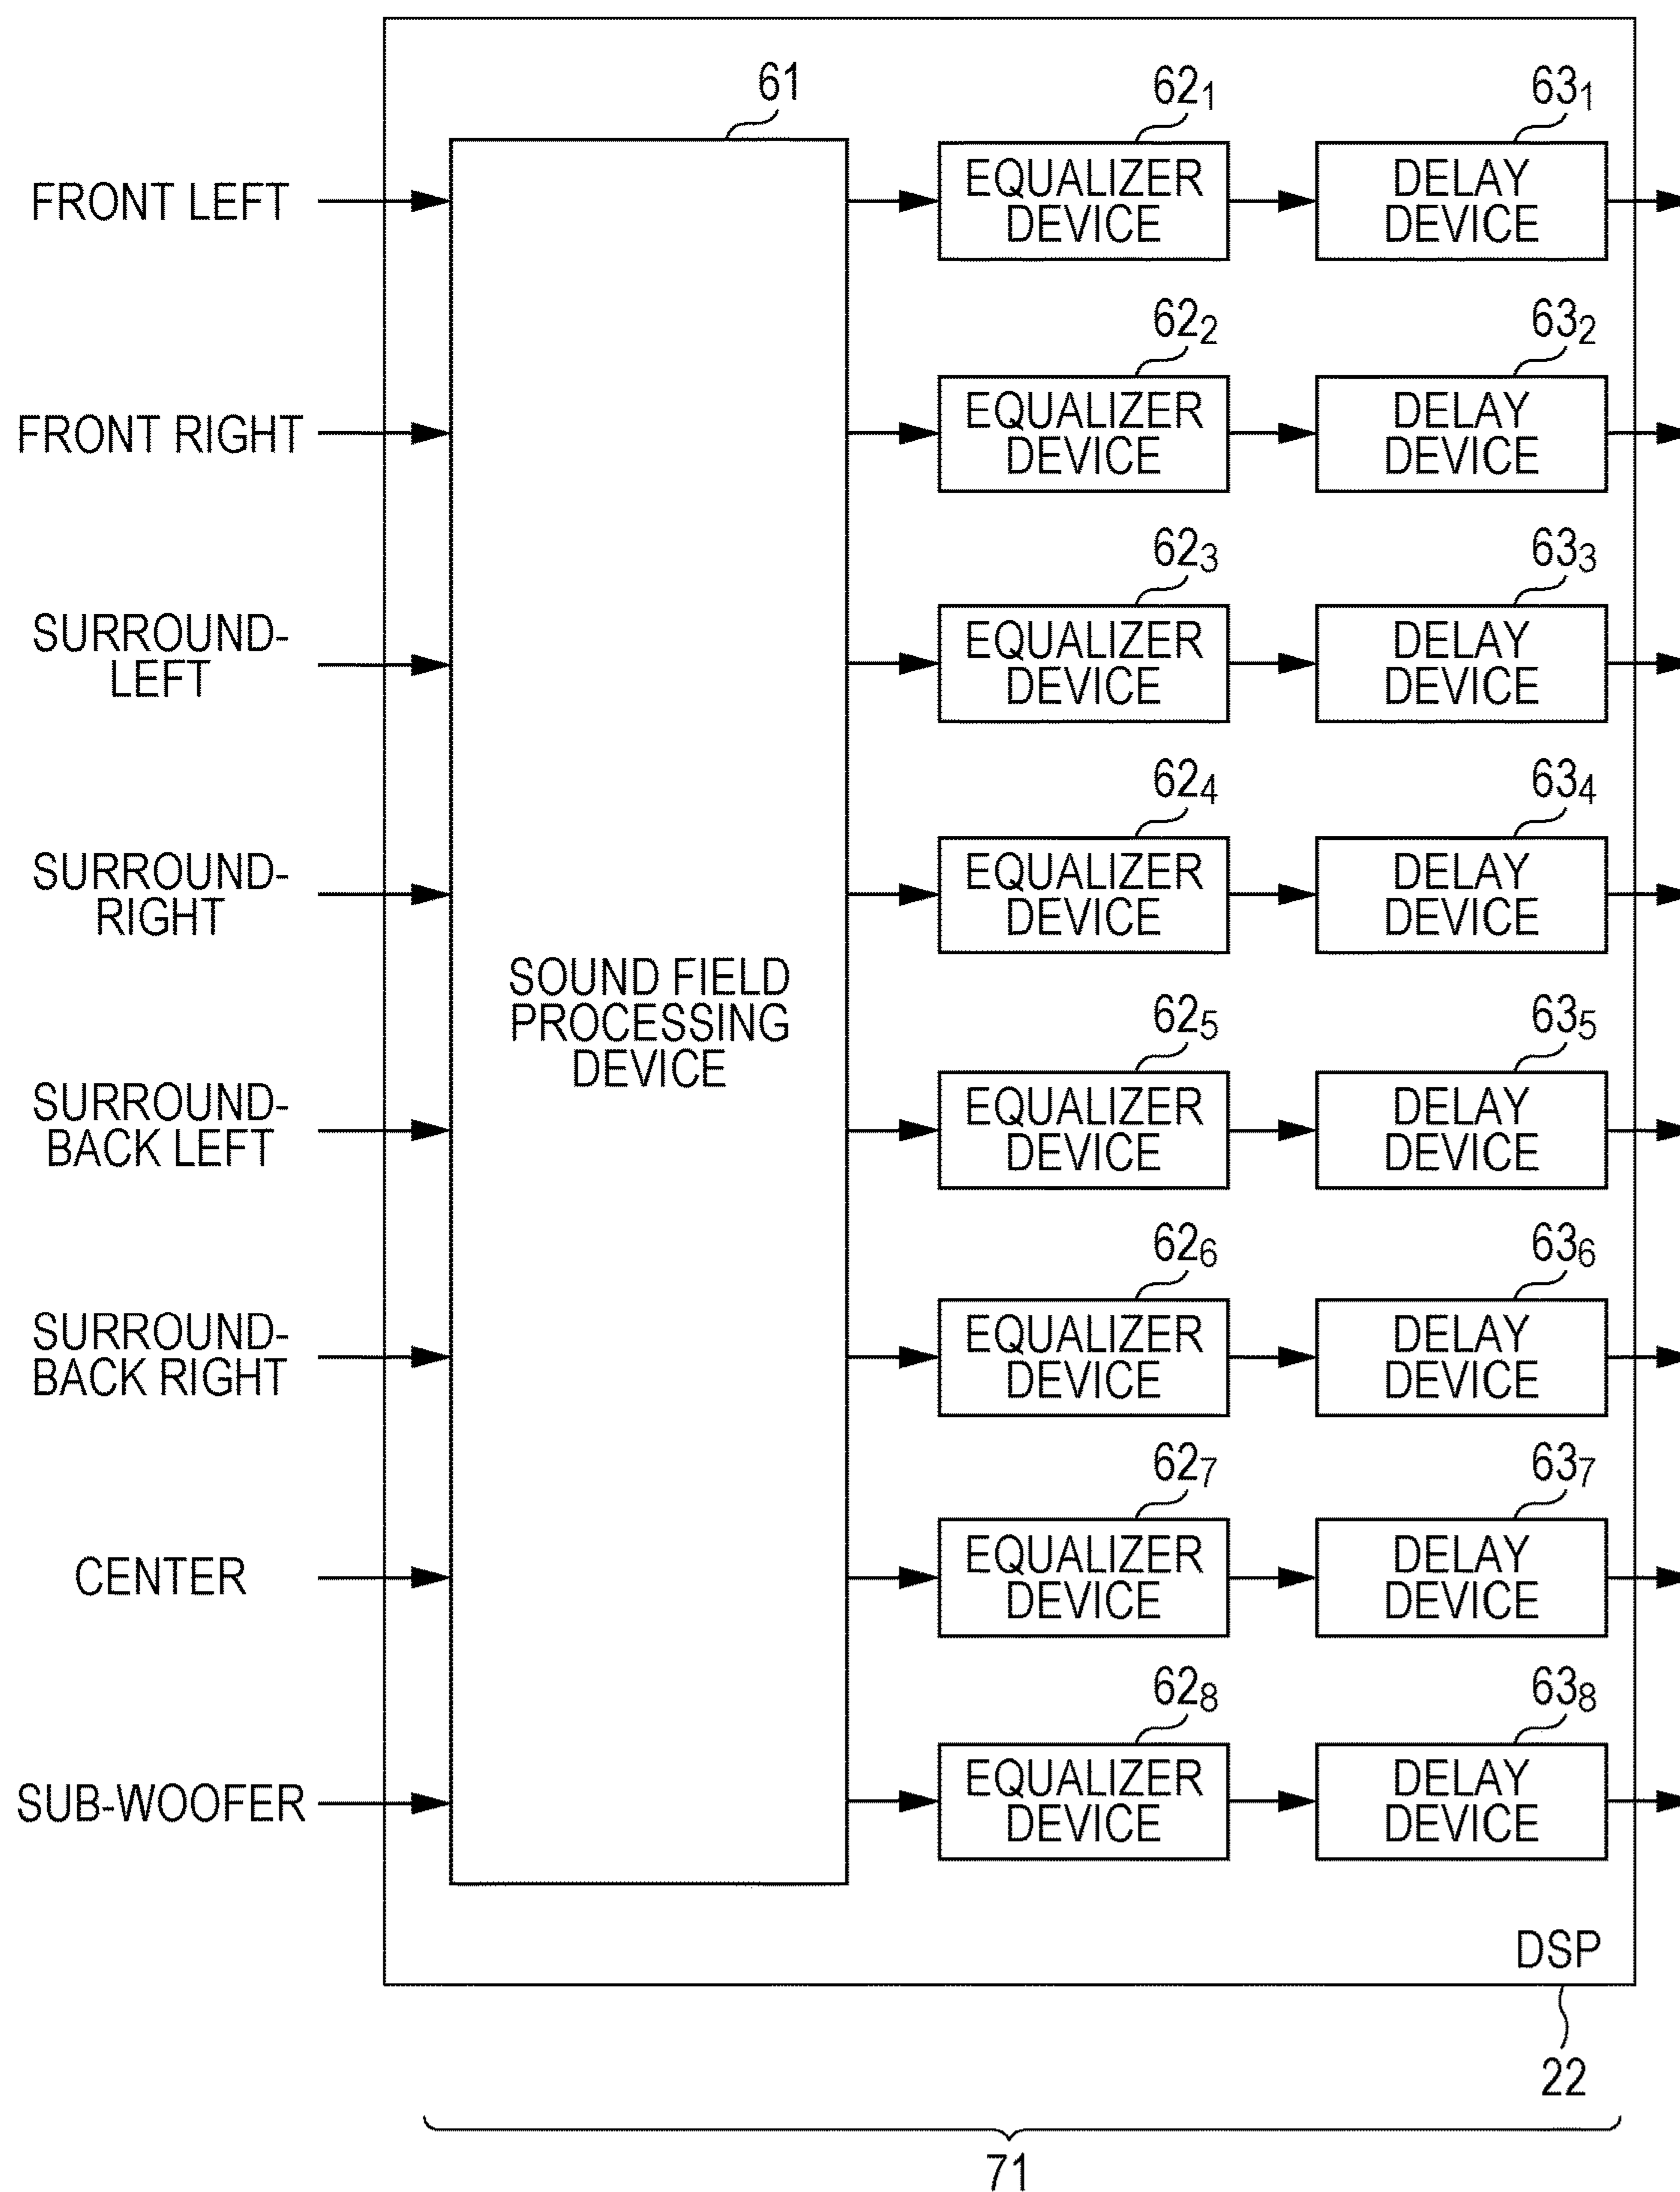 61
62₁
63₁
FRONT LEFT
EQUALIZER
DEVICE
DELAY
DEVICE
62₂
63₂
FRONT RIGHT
EQUALIZER
DEVICE
DELAY
DEVICE
62₃
63₃
SURROUND-
LEFT
EQUALIZER
DEVICE
DELAY
DEVICE
62₄
63₄
SURROUND-
RIGHT
EQUALIZER
DEVICE
DELAY
DEVICE
SOUND FIELD
PROCESSING
DEVICE
62₅
63₅
SURROUND-
BACK LEFT
EQUALIZER
DEVICE
DELAY
DEVICE
62₆
63₆
SURROUND-
BACK RIGHT
EQUALIZER
DEVICE
DELAY
DEVICE
62₇
63₇
CENTER
EQUALIZER
DEVICE
DELAY
DEVICE
62₈
63₈
SUB-WOOFER
EQUALIZER
DEVICE
DELAY
DEVICE
DSP
22
71